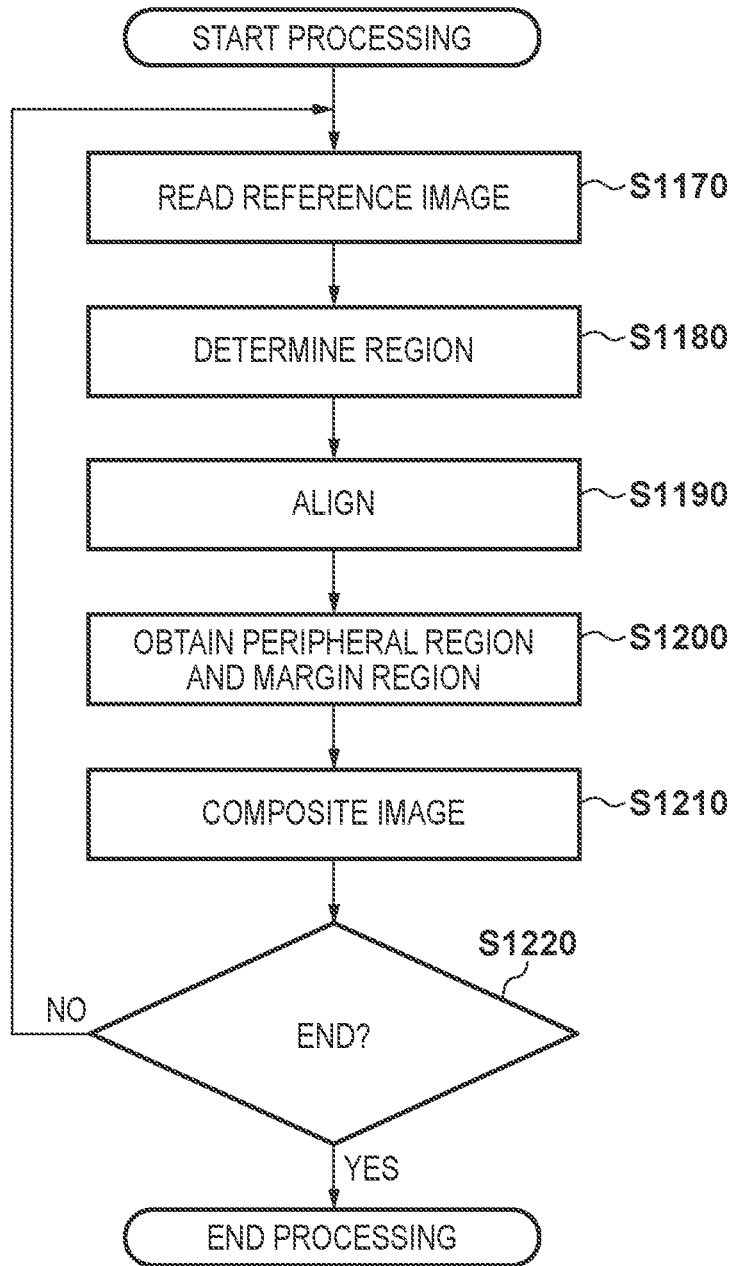 START PROCESSING
READ REFERENCE IMAGE
S1170
DETERMINE REGION
S1180
ALIGN
S1190
OBTAIN PERIPHERAL REGION
AND MARGIN REGION
S1200
COMPOSITE IMAGE
S1210
S1220
NO
END?
YES
END PROCESSING